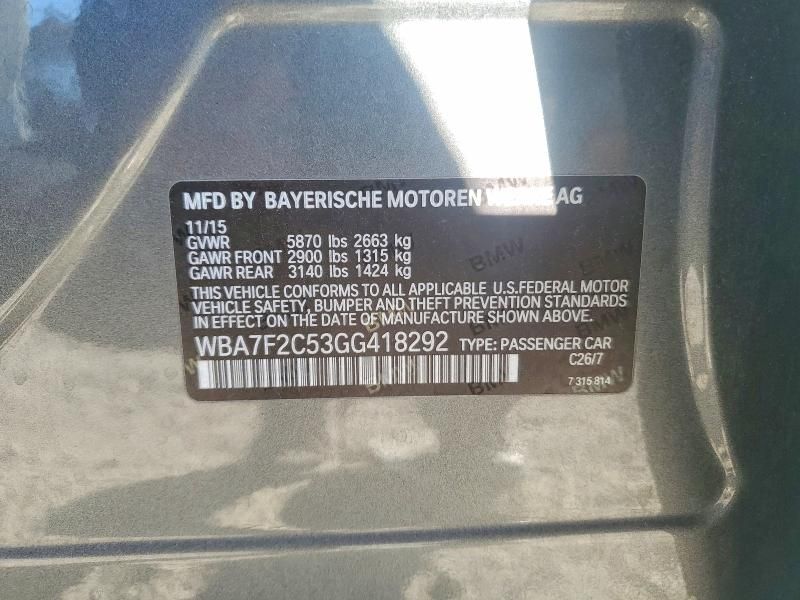 MFD BY BAYERISCHE MOTOREN AG
11/15
GVWR 5870 lbs 2663 kg
GAWR FRONT 2900 lbs 1315 kg
GAWR REAR 3140 lbs 1424 kg
THIS VEHICLE CONFORMS TO ALL APPLICABLE U.S.FEDERAL MOTOR
VEHICLE SAFETY, BUMPER AND THEFT PREVENTION STANDARDS
IN EFFECT ON THE DATE OF MANUFACTURE SHOWN ABOVE.
WBA7F2C53GG418292 TYPE: PASSENGER CAR
C26/7
7 315 814
BMW
BMW
BMW